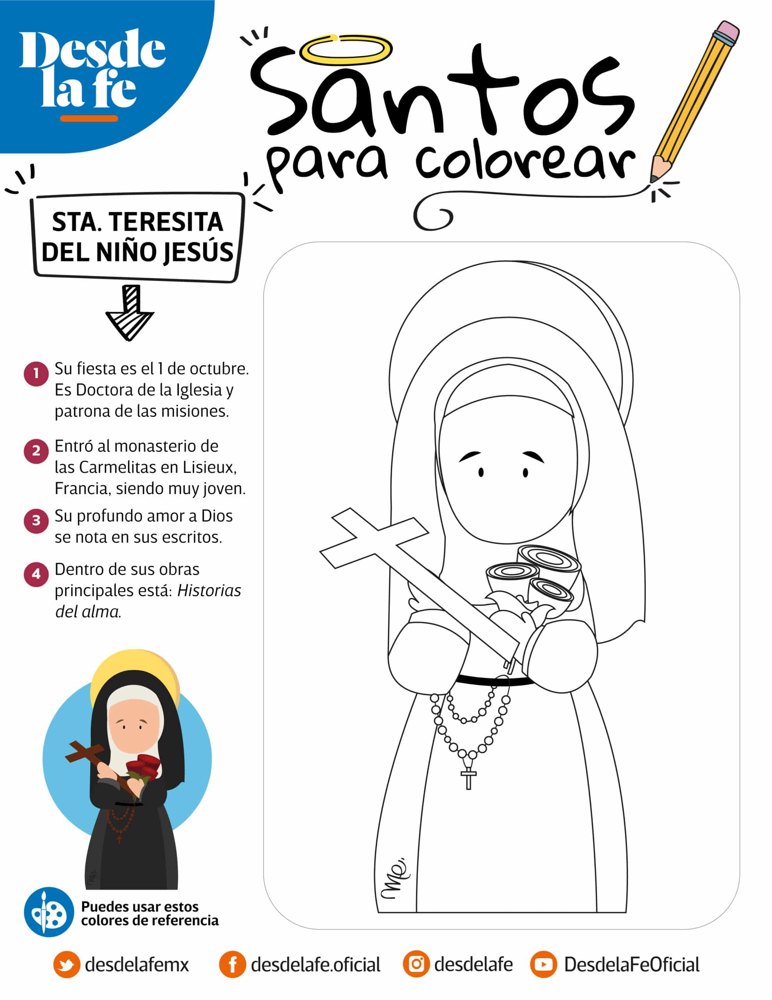 Desde
la fe
Santos
para colorear
STA. TERESITA
DEL NIÑO JESÚS
1 Su fiesta es el 1 de octubre.
Es Doctora de la Iglesia y
patrona de las misiones.
2 Entró al monasterio de
las Carmelitas en Lisieux,
Francia, siendo muy joven.
3 Su profundo amor a Dios
se nota en sus escritos.
4 Dentro de sus obras
principales está: Historias
del alma.
Me
Me
Puedes usar estos
colores de referencia
desdelafemx
desdelafe.oficial
desdelafe
DesdelaFeOficial